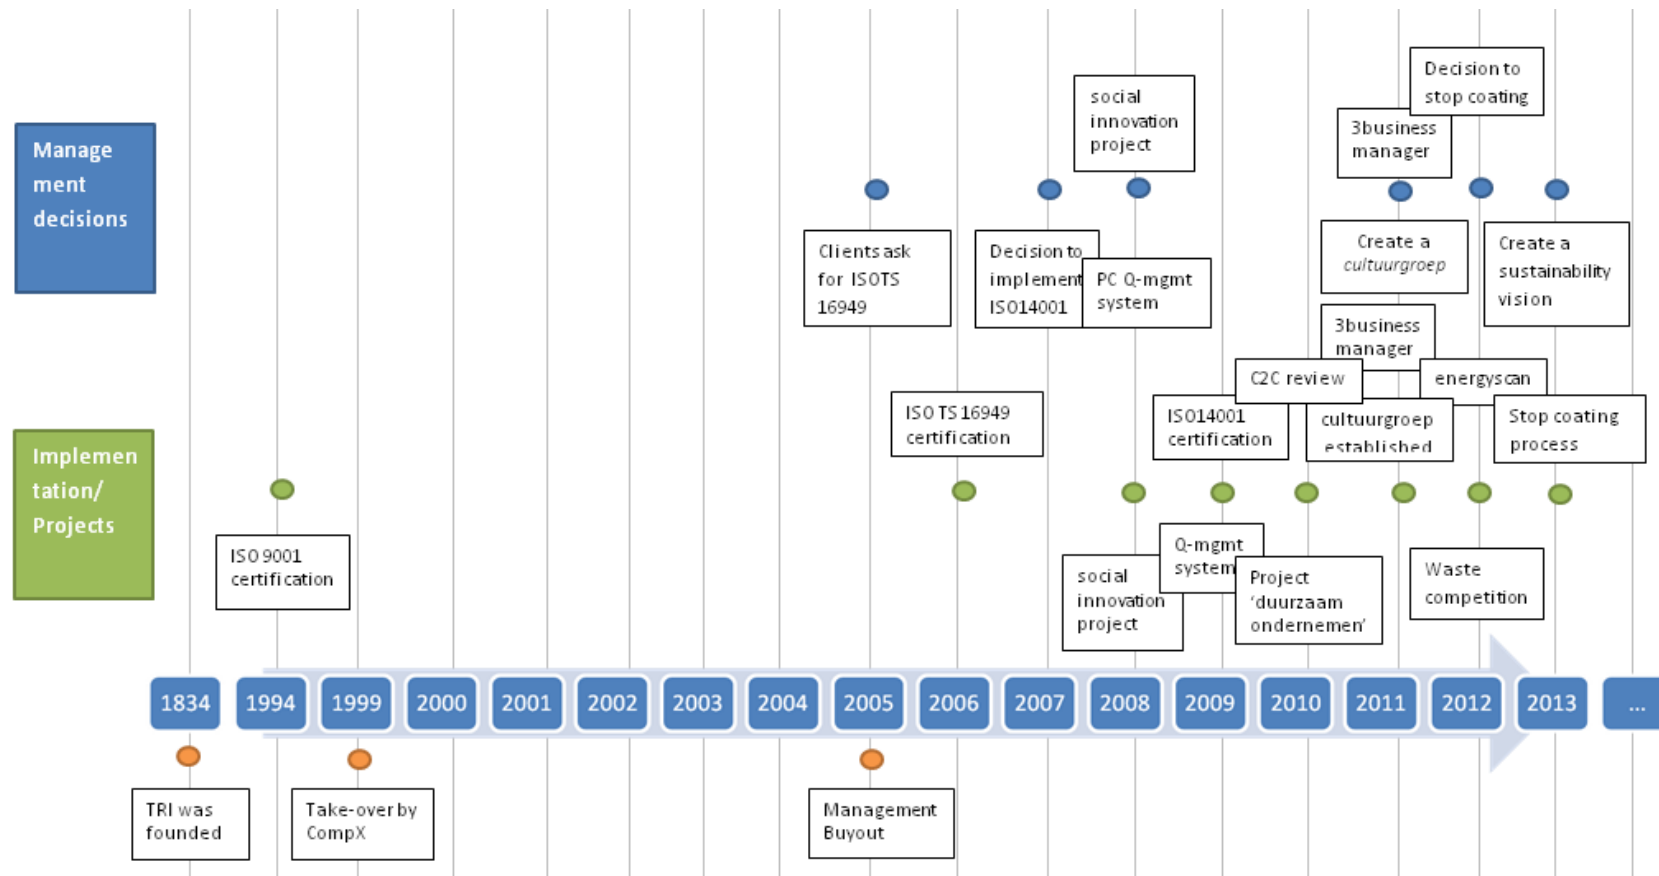 Decision to
stop coating
social
innovation
project
3business
manager
Manage
ment
decisions
Clients ask
for ISOTS
16949
Decision to
implement
ISO14001
PC Q-mgmt
system
Create a
cultuurgroep
Create a
sustainability
vision
3business
manager
C2C review
energyscan
ISO TS 16949
certification
ISO14001
certification
cultuurgroep
established
Stop coating
process
Implemen
tation/
Projects
ISO 9001
certification
social
innovation
project
Q-mgmt
system
Project
‘duurzaam
ondernemen’
Waste
competition
1834 1994 1999 2000 2001 2002 2003 2004 2005 2006 2007 2008 2009 2010 2011 2012 2013 ...
TRI was
founded
Take-over by
CompX
Management
Buyout